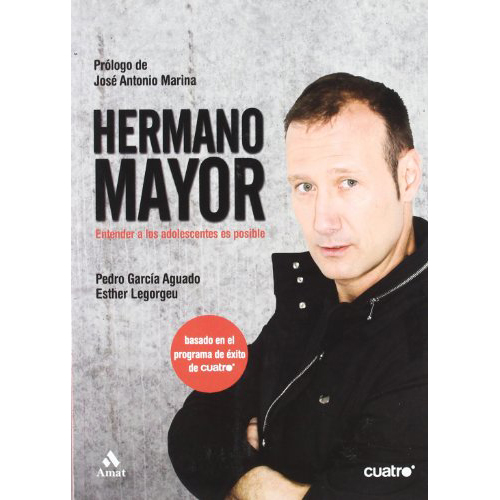 Prólogo de
José Antonio Marina
HERMANO
MAYOR
Entender a los adolescentes es posible
Pedro García Aguado
Esther Legorgeu
basado en el
programa de éxito
de cuatro
Amat
cuatro